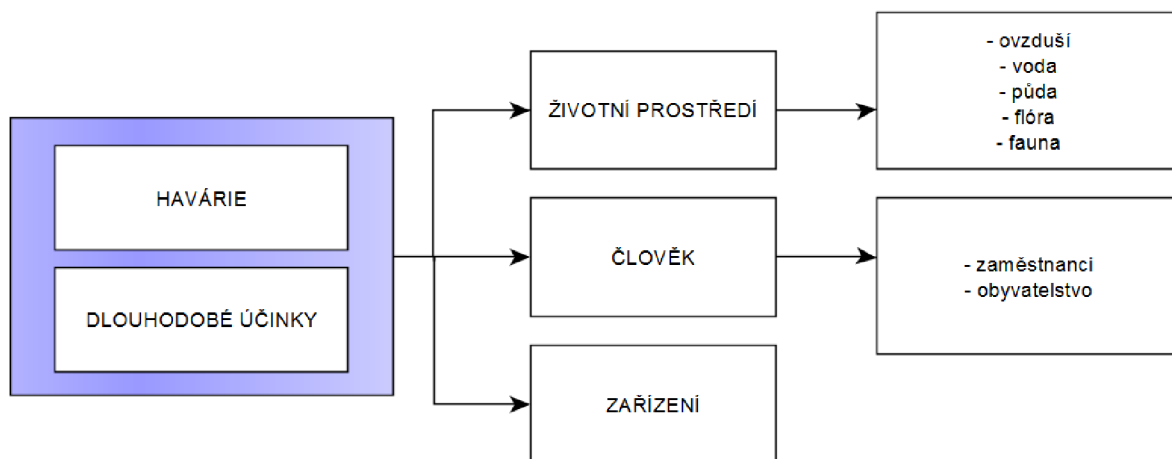 HAVÁRIE
DLOUHODOBÉ ÚČINKY
ŽIVOTNÍ PROSTŘEDÍ
- ovzduší
- voda
- půda
- flóra
- fauna
ČLOVĚK
- zaměstnanci
- obyvatelstvo
ZAŘÍZENÍ